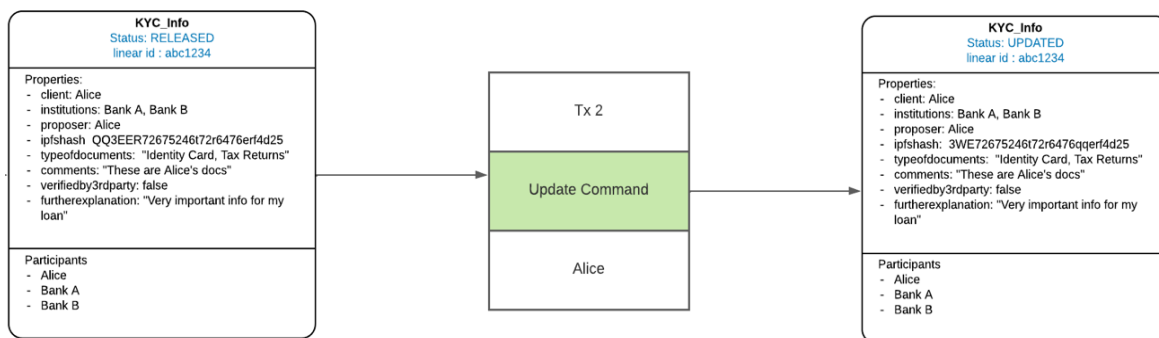 KYC_Info
Status: RELEASED
linear id : abc1234
Properties:
- client: Alice
- institutions: Bank A, Bank B
- proposer: Alice
- ipfshash QQ3EER72675246t72r6476erf4d25
- typeofdocuments: "Identity Card, Tax Returns"
- comments: "These are Alice's docs"
- verifiedby3rdparty: false
- furtherexplanation: "Very important info for my
loan"
Participants
- Alice
- Bank A
- Bank B
Tx 2
Update Command
Alice
KYC_Info
Status: UPDATED
linear id : abc1234
Properties:
- client: Alice
- institutions: Bank A, Bank B
- proposer: Alice
- ipfshash: 3WE72675246t72r6476qqerf4d25
- typeofdocuments: "Identity Card, Tax Returns"
- comments: "These are Alice's docs"
- verifiedby3rdparty: false
- furtherexplanation: "Very important info for my
loan"
Participants
- Alice
- Bank A
- Bank B